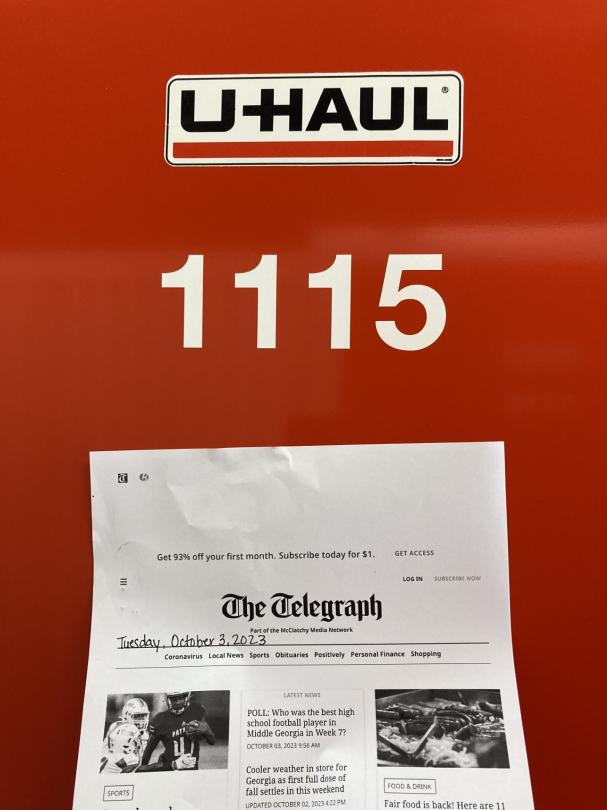 U-HAUL®
1115
Get 93% off your first month. Subscribe today for $1. GET ACCESS
LOG IN SUBSCRIBE NOW
The Telegraph
Part of the McClatchy Media Network
Tuesday, October 3, 2023
Coronavirus Local News Sports Obituaries Positively Personal Finance Shopping
SPORTS
LATEST NEWS
POLL: Who was the best high
school football player in
Middle Georgia in Week 7?
OCTOBER 03, 2023 9:56 AM
Cooler weather in store for
Georgia as first full dose of
fall settles in this weekend
UPDATED OCTOBER 02, 2023 4:22 PM
FOOD & DRINK
Fair food is back! Here are 11